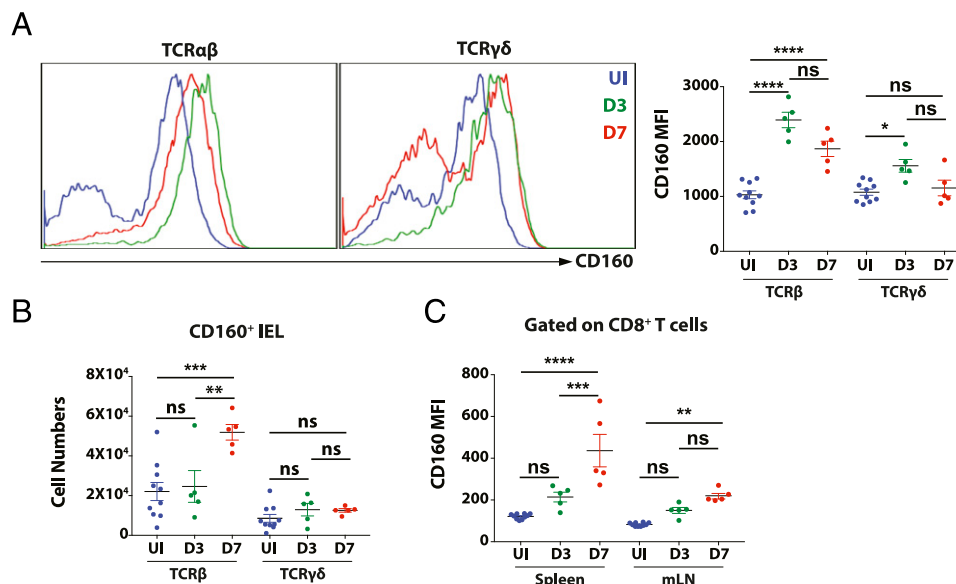 A
TCRαβ
TCRγδ
UI
D3
D7
CD160
CD160 MFI
3000
2000
1000
0
****
****
ns
ns
ns
*
UI D3 D7 UI D3 D7
TCRβ TCRγδ
B
CD160⁺ IEL
Cell Numbers
8X10⁴
6X10⁴
4X10⁴
2X10⁴
0
***
**
ns
ns
ns
ns
UI D3 D7 UI D3 D7
TCRβ TCRγδ
C
Gated on CD8⁺ T cells
CD160 MFI
800
600
400
200
0
****
***
ns
**
ns
ns
UI D3 D7 UI D3 D7
Spleen mLN